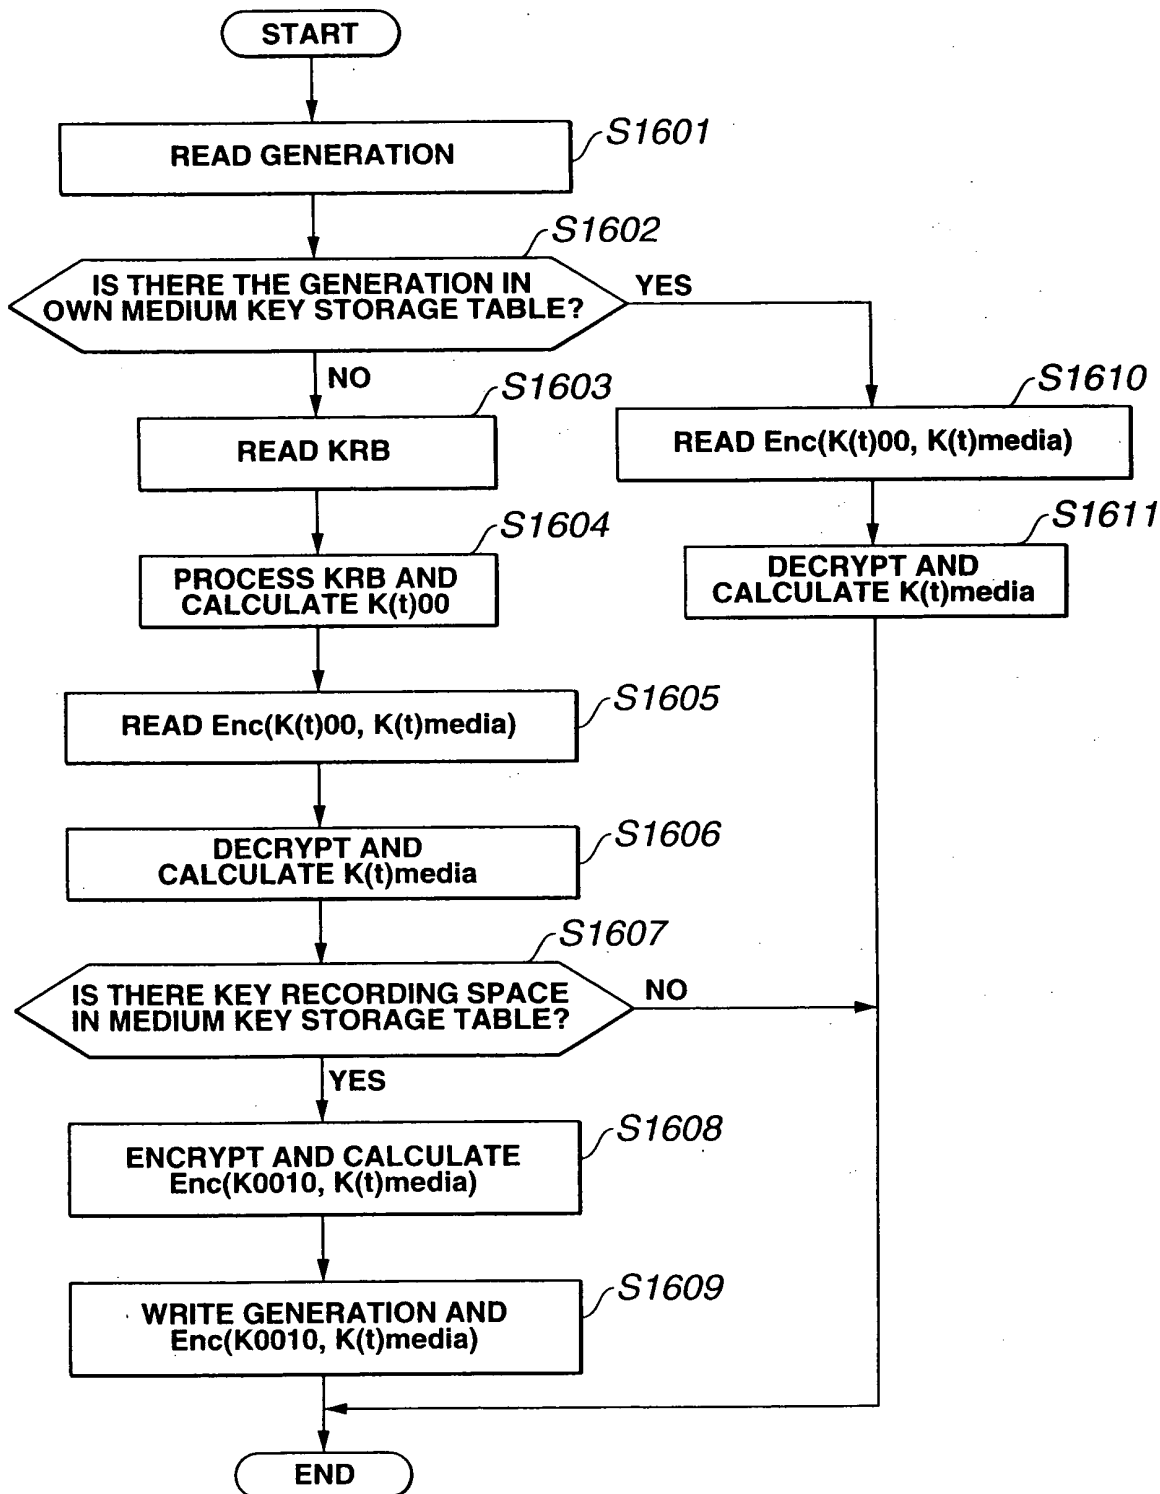 START
READ GENERATION
S1601
S1602
IS THERE THE GENERATION IN
OWN MEDIUM KEY STORAGE TABLE?
YES
NO
S1603
READ KRB
S1610
READ Enc(K(t)00, K(t)media)
S1604
PROCESS KRB AND
CALCULATE K(t)00
S1611
DECRYPT AND
CALCULATE K(t)media
S1605
READ Enc(K(t)00, K(t)media)
S1606
DECRYPT AND
CALCULATE K(t)media
S1607
IS THERE KEY RECORDING SPACE
IN MEDIUM KEY STORAGE TABLE?
NO
YES
S1608
ENCRYPT AND CALCULATE
Enc(K0010, K(t)media)
S1609
WRITE GENERATION AND
Enc(K0010, K(t)media)
END